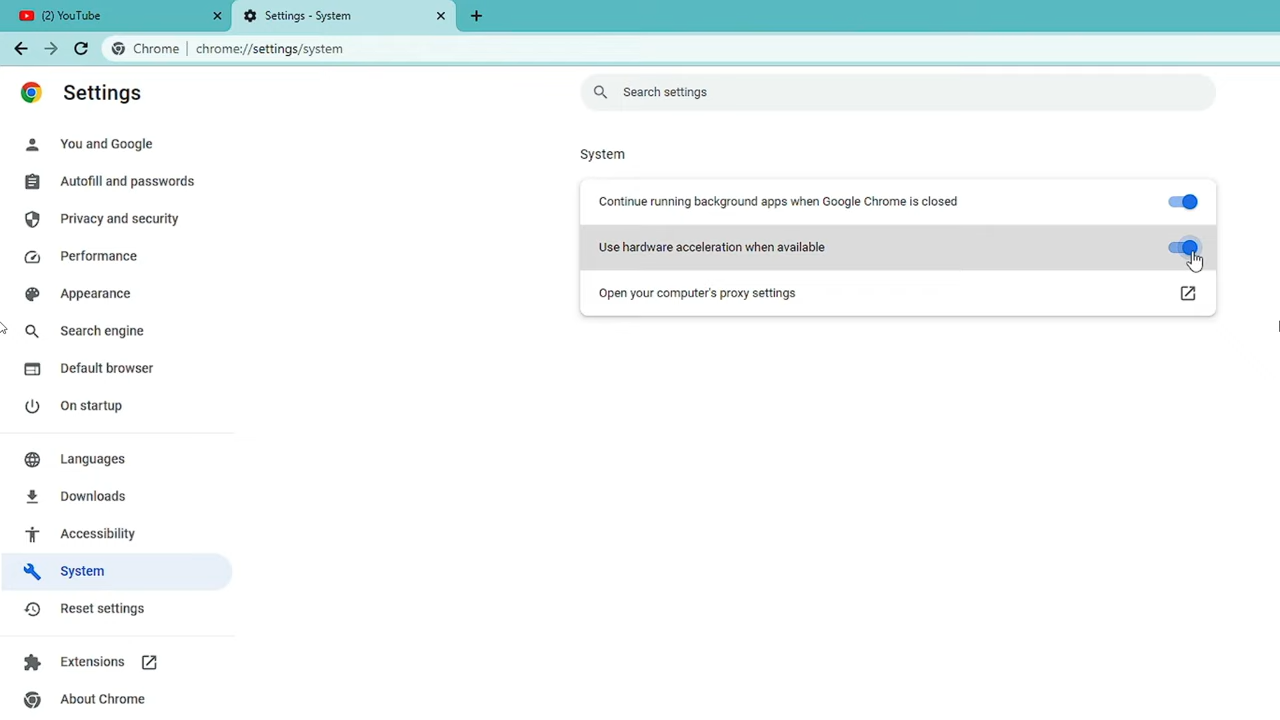 (2) YouTube
Settings - System
Chrome
chrome://settings/system
Settings
Search settings
You and Google
Autofill and passwords
Privacy and security
Performance
Appearance
Search engine
Default browser
On startup
Languages
Downloads
Accessibility
System
Reset settings
Extensions
About Chrome
System
Continue running background apps when Google Chrome is closed
Use hardware acceleration when available
Open your computer's proxy settings